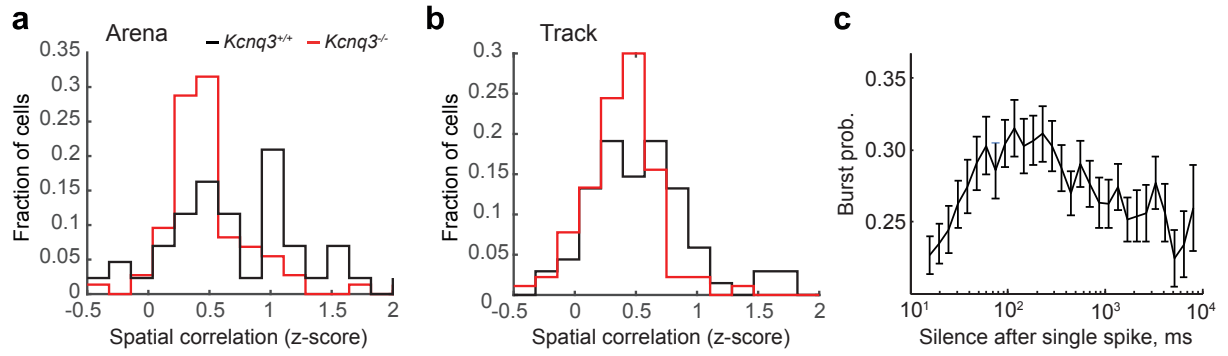 a
Arena
Kcnq3+/+
Kcnq3-/-
0.35
0.3
0.25
0.2
0.15
0.1
0.05
0
Fraction of cells
-0.5
0
0.5
1
1.5
2
Spatial correlation (z-score)
b
Track
0.3
0.25
0.2
0.15
0.1
0.05
0
Fraction of cells
-0.5
0
0.5
1
1.5
2
Spatial correlation (z-score)
c
0.35
0.30
0.25
Burst prob.
10¹
10²
10³
10⁴
Silence after single spike, ms